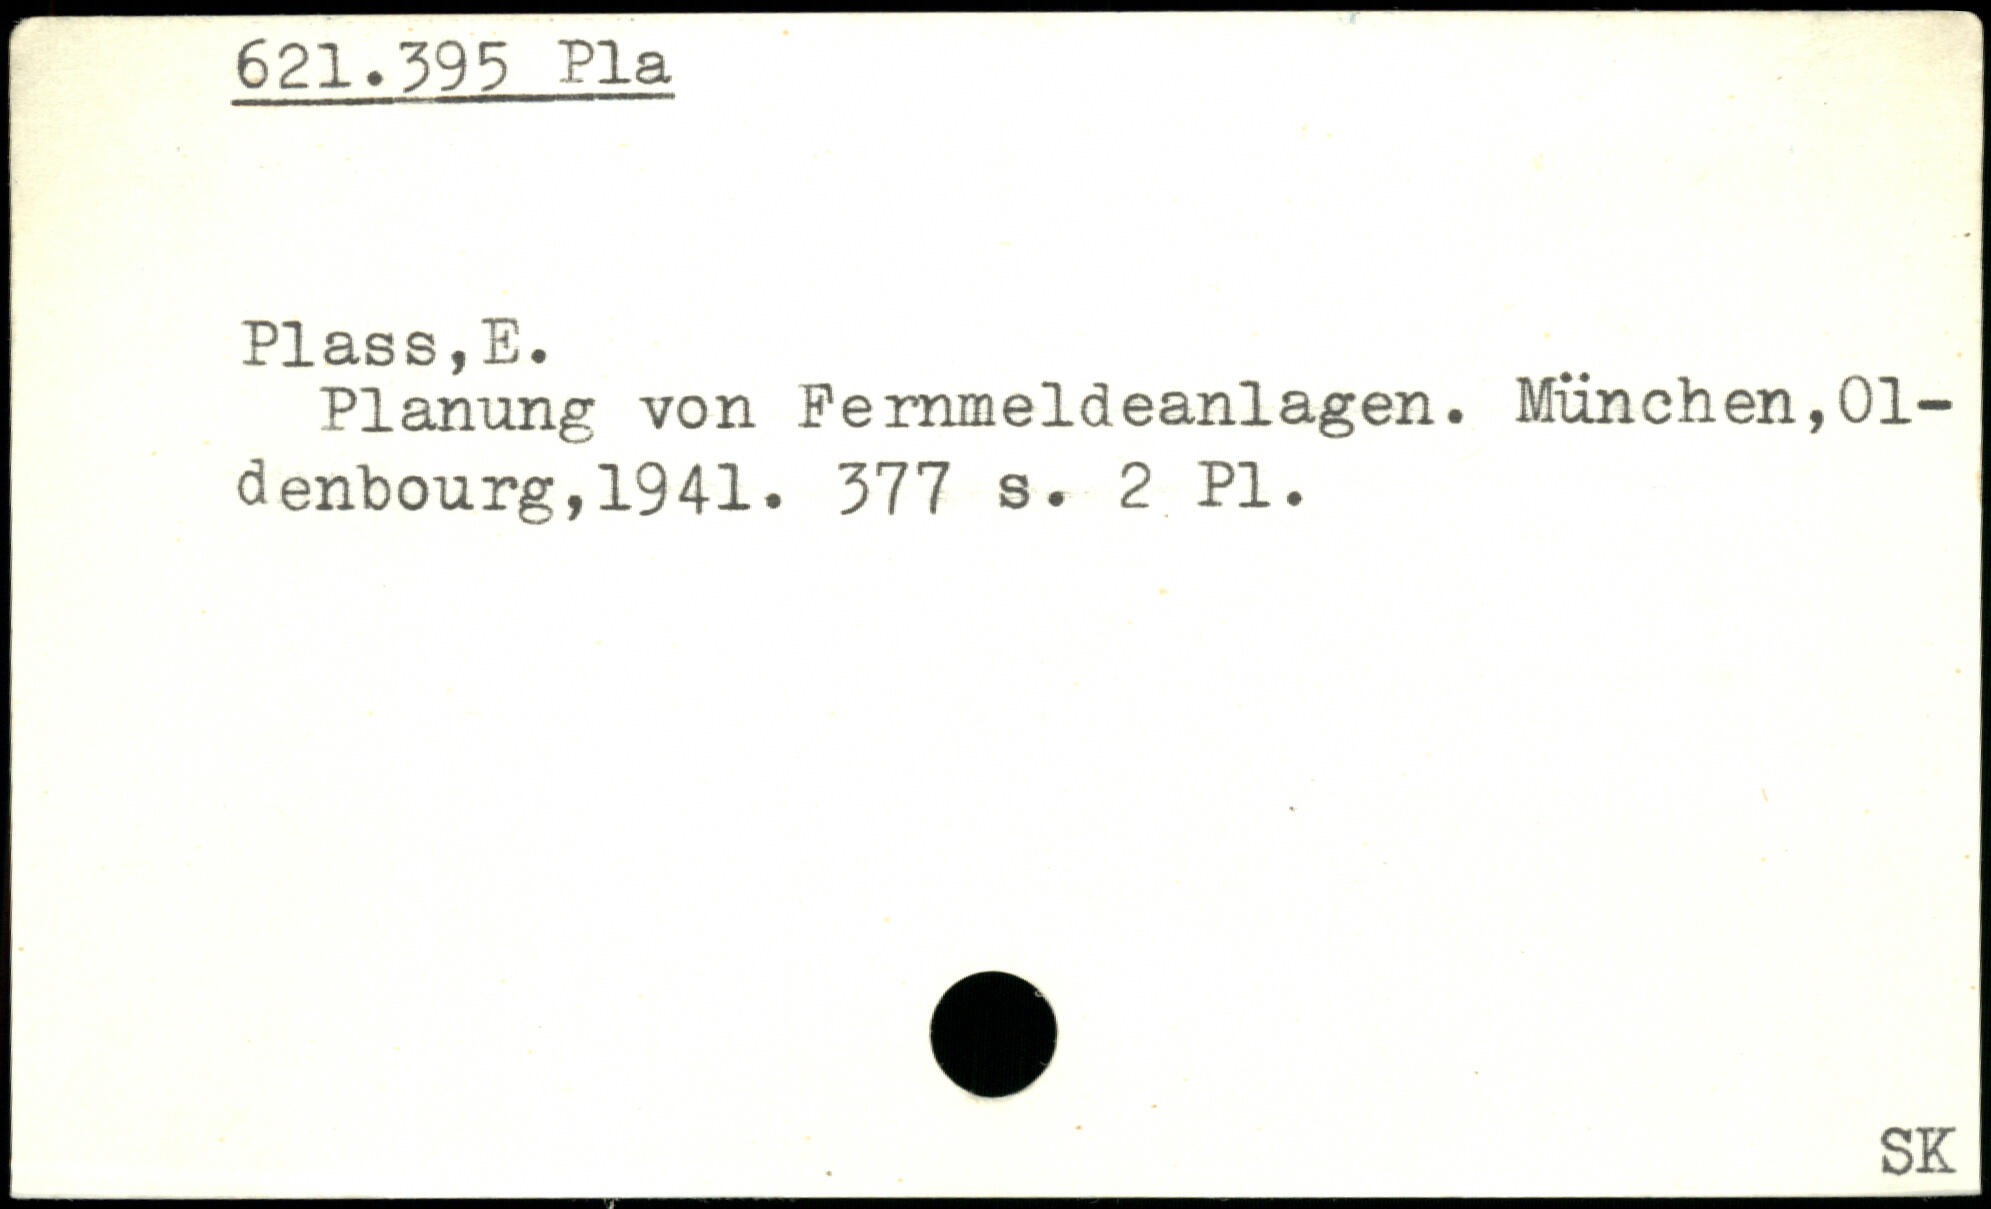 621.395 Pla
Plass,E.
Planung von Fernmeldeanlagen. München,Ol-
denbourg,1941. 377 s. 2 Pl.
SK